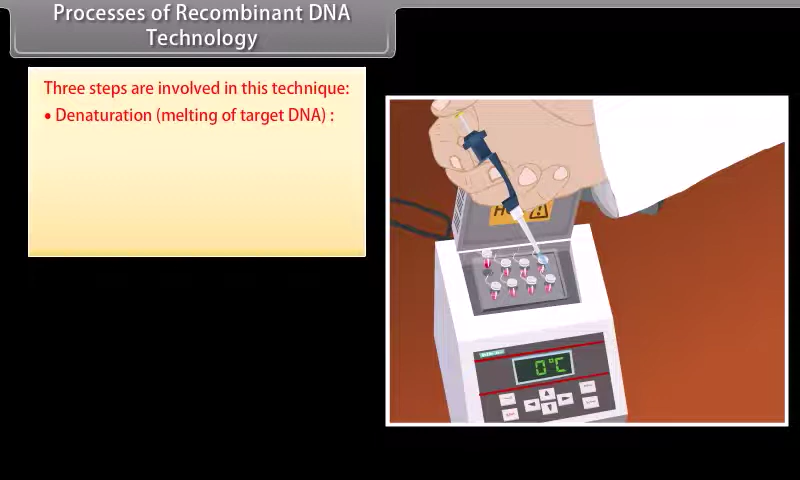 Processes of Recombinant DNA
Technology
Three steps are involved in this technique:
• Denaturation (melting of target DNA) :
0°C